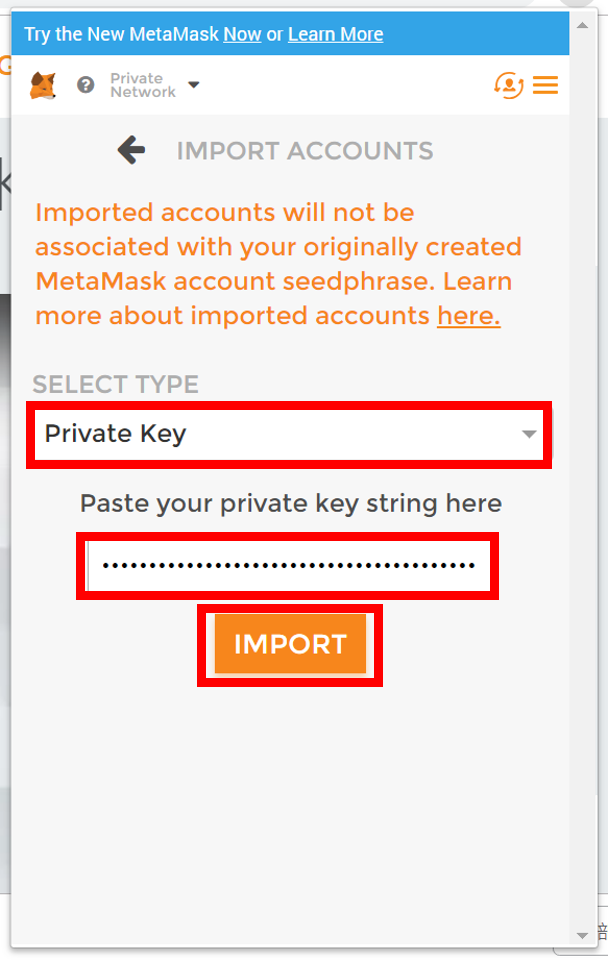 Try the New MetaMask Now or Learn More
Private
Network
IMPORT ACCOUNTS
Imported accounts will not be
associated with your originally created
MetaMask account seedphrase. Learn
more about imported accounts here.
SELECT TYPE
Private Key
Paste your private key string here
IMPORT